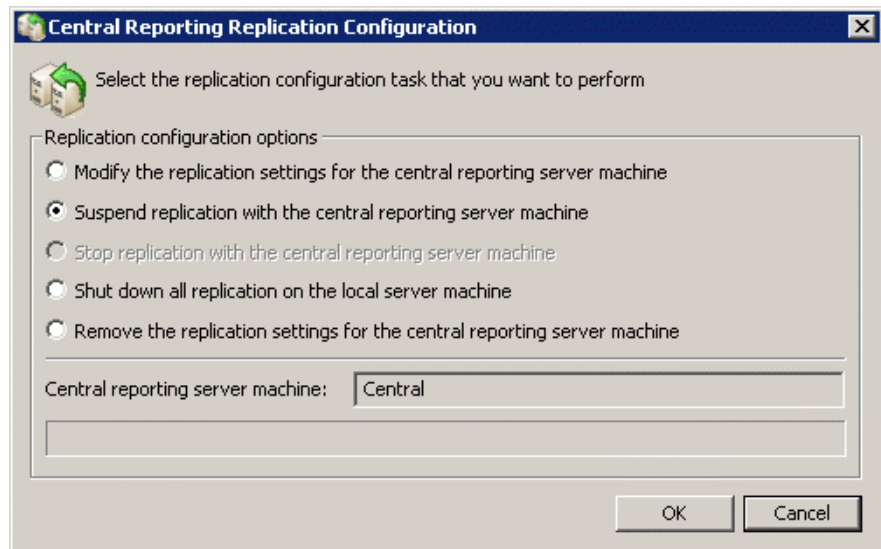 Central Reporting Replication Configuration
Select the replication configuration task that you want to perform
Replication configuration options
Modify the replication settings for the central reporting server machine
Suspend replication with the central reporting server machine
Stop replication with the central reporting server machine
Shut down all replication on the local server machine
Remove the replication settings for the central reporting server machine
Central reporting server machine: Central
OK Cancel